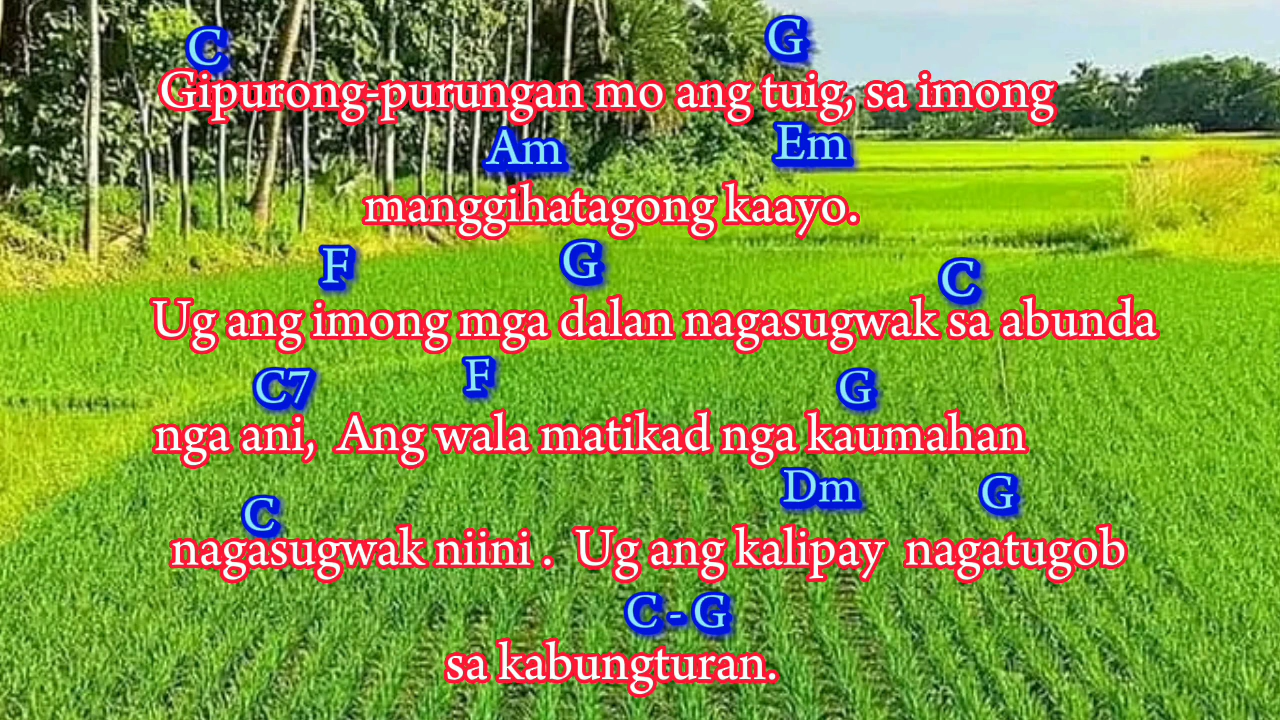 C G
Gipurong-purungan mo ang tuig, sa imong
Am Em
manggihatagong kaayo.
F G C
Ug ang imong mga dalan nagasugwak sa abunda
C7 F G
nga ani, Ang wala matikad nga kaumahan
C Dm G
nagasugwak niini . Ug ang kalipay nagatugob
C - G
sa kabungturan.